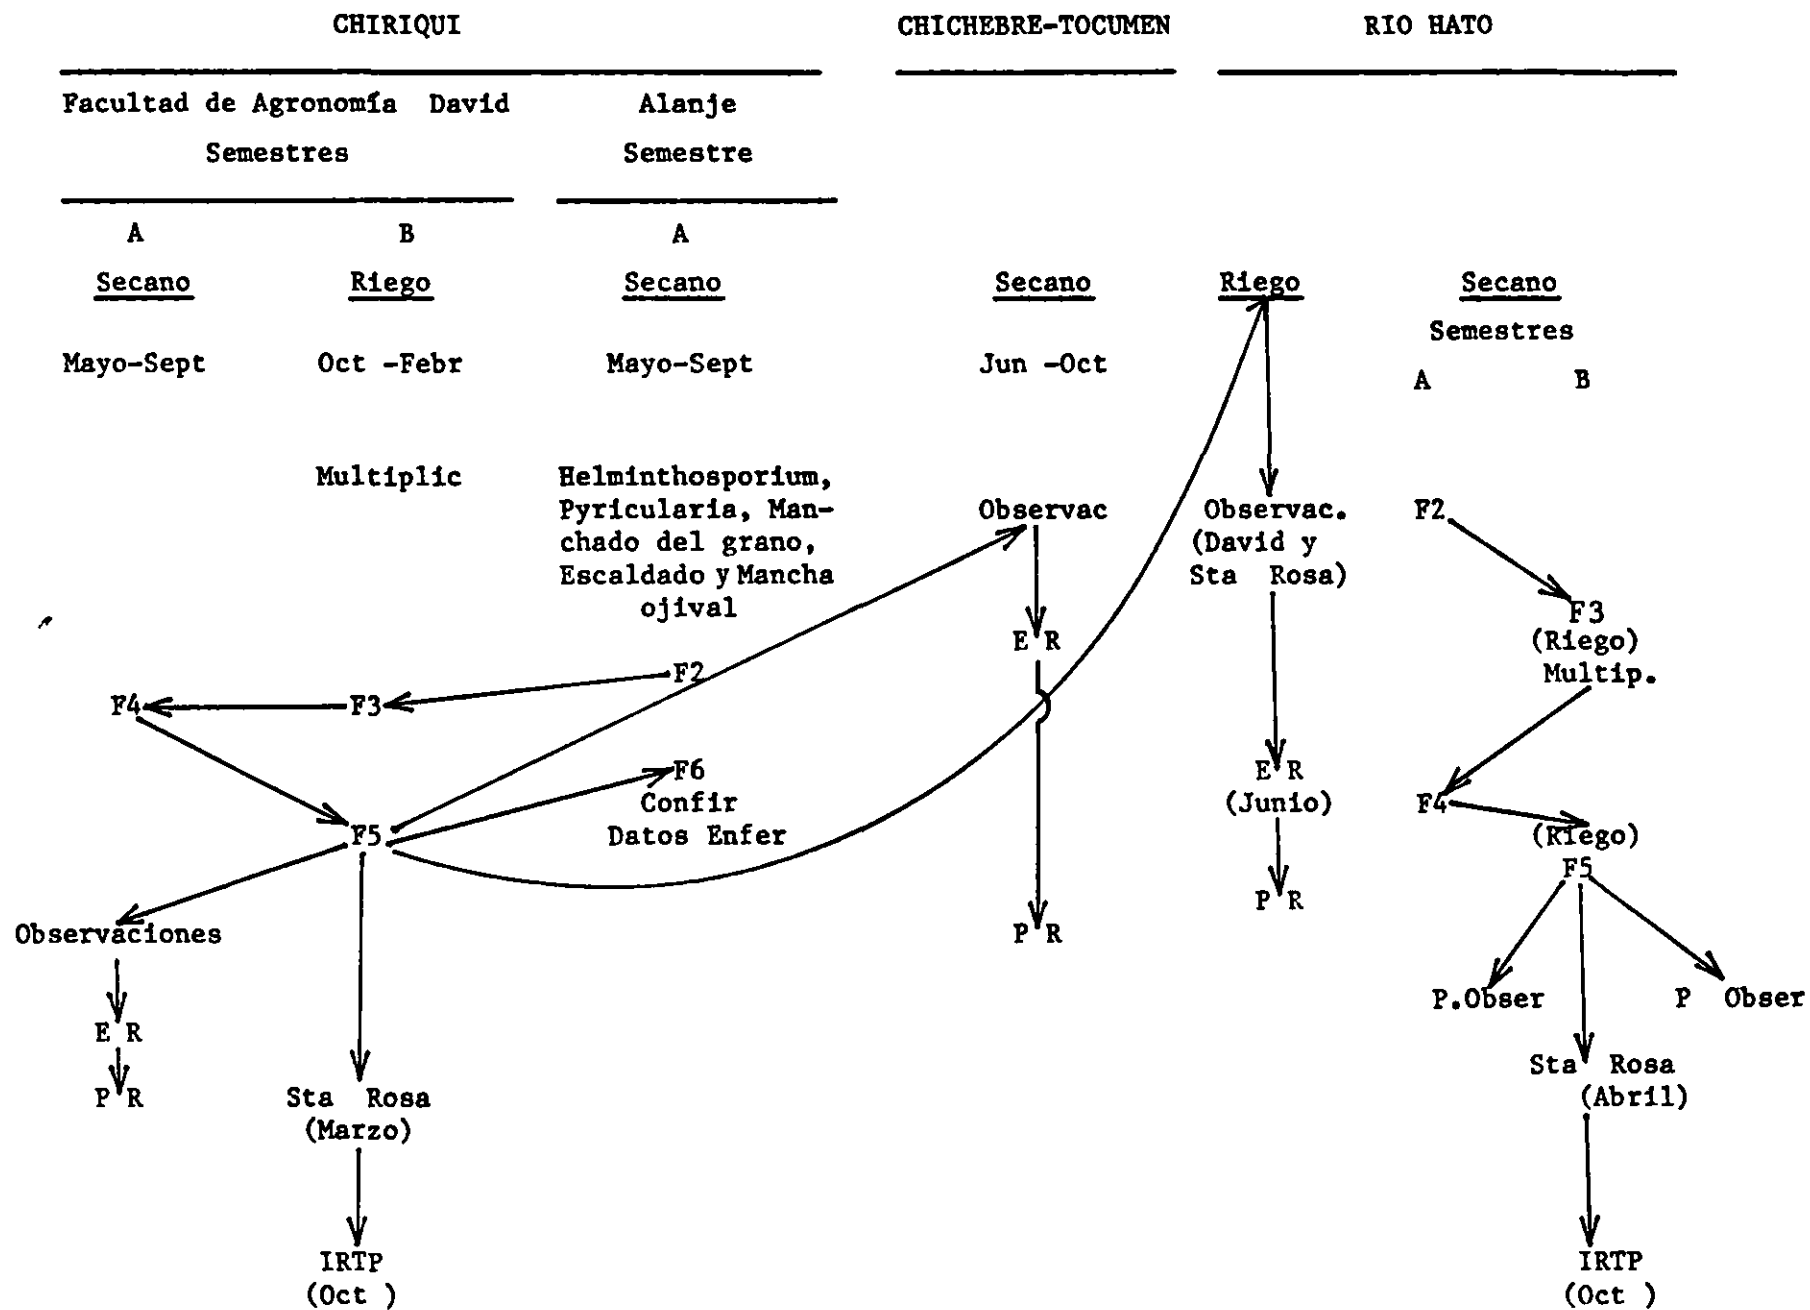 CHIRIQUI CHICHEBRE-TOCUMEN RIO HATO
Facultad de Agronomía David Alanje
Semestres Semestre
A B A
Secano Riego Secano Secano Riego Secano
Semestres
Mayo-Sept Oct -Febr Mayo-Sept Jun -Oct
A B
Multiplic
Helminthosporium,
Pyricularia, Man-
chado del grano,
Escaldado y Mancha
ojival
Observac
Observac.
(David y
Sta Rosa)
F2
F3
(Riego)
Multip.
E R
F2
F4 F3
F6
Confir
Datos Enfer
F5
E R
(Junio)
F4
(Riego)
F5
P R
Observaciones
P R
P.Obser P Obser
E R
P R
Sta Rosa
(Marzo)
Sta Rosa
(Abril)
IRTP
(Oct )
IRTP
(Oct )